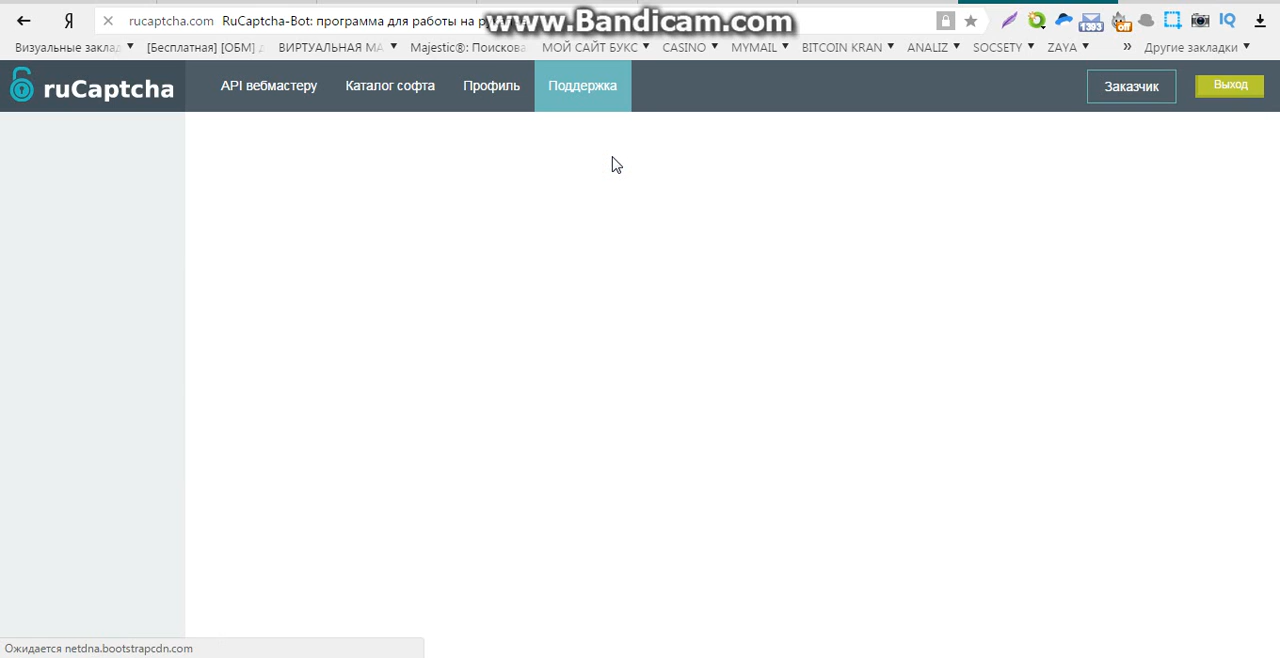 rucaptcha.com RuCaptcha-Bot: программа для работы на
www.Bandicam.com
Я
1393
off
IQ
Визуальные заклад
[Бесплатная] [ОБМ]
ВИРТУАЛЬНАЯ МА
Majestic®: Поискова
МОЙ САЙТ БУКС
CASINO
MYMAIL
BITCOIN KRAN
ANALIZ
SOCSETY
ZAYA
»
Другие закладки
ruCaptcha
API вебмастеру
Каталог софта
Профиль
Поддержка
Заказчик
Выход
Ожидается netdna.bootstrapcdn.com